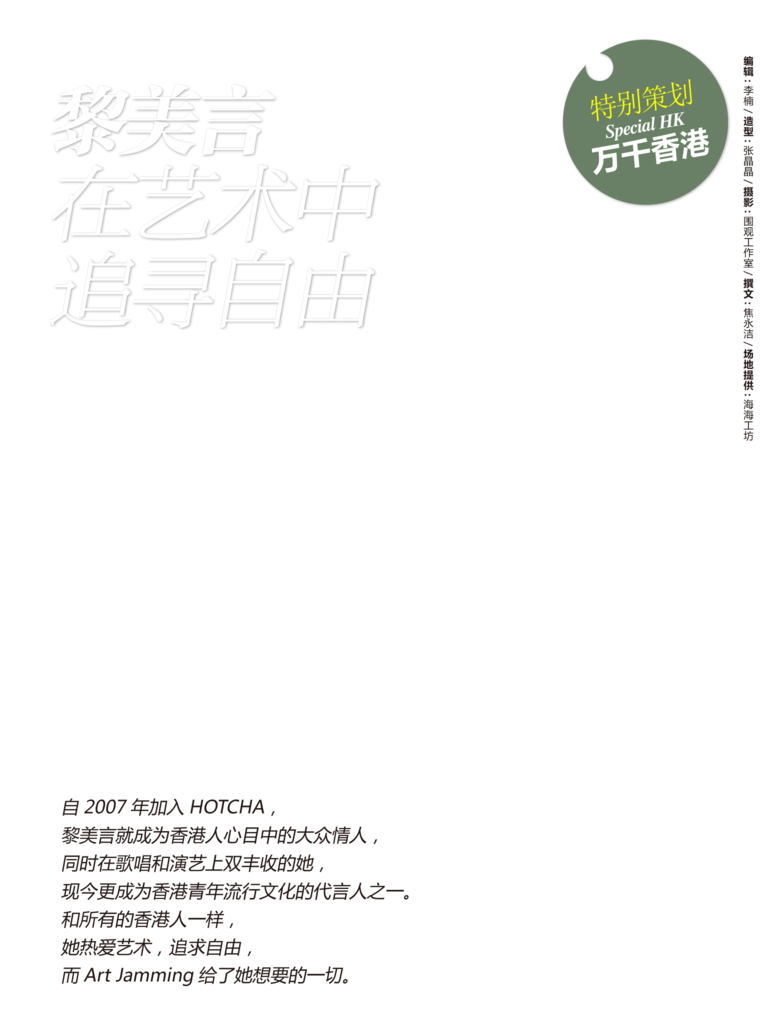 黎美言
在艺术中
追寻自由
特别策划
Special HK
万千香港
编辑：李楠 / 造型：张晶晶 / 摄影：围观工作室 / 撰文：焦永洁 / 场地提供：海海工坊
自 2007 年加入 HOTCHA，
黎美言就成为香港人心目中的大众情人，
同时在歌唱和演艺上双丰收的她，
现今更成为香港青年流行文化的代言人之一。
和所有的香港人一样，
她热爱艺术，追求自由，
而 Art Jamming 给了她想要的一切。